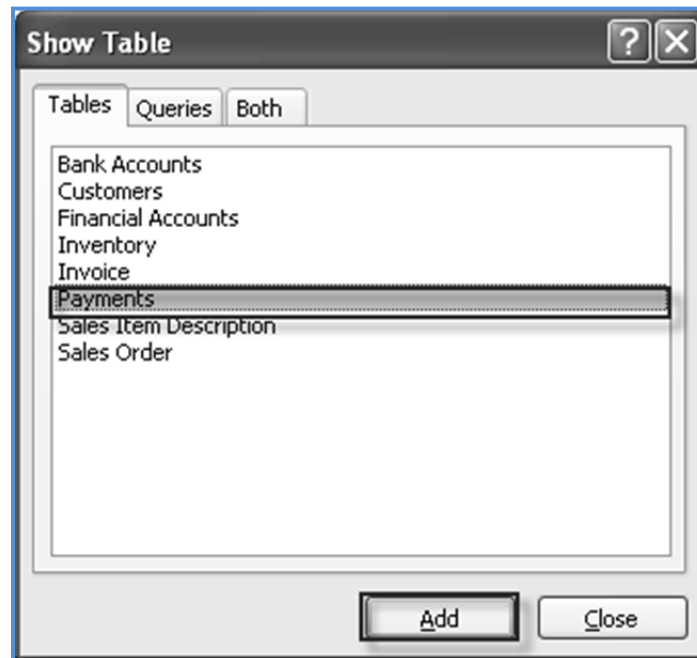 Show Table
Tables Queries Both
Bank Accounts
Customers
Financial Accounts
Inventory
Invoice
Payments
Sales Item Description
Sales Order
Add Close